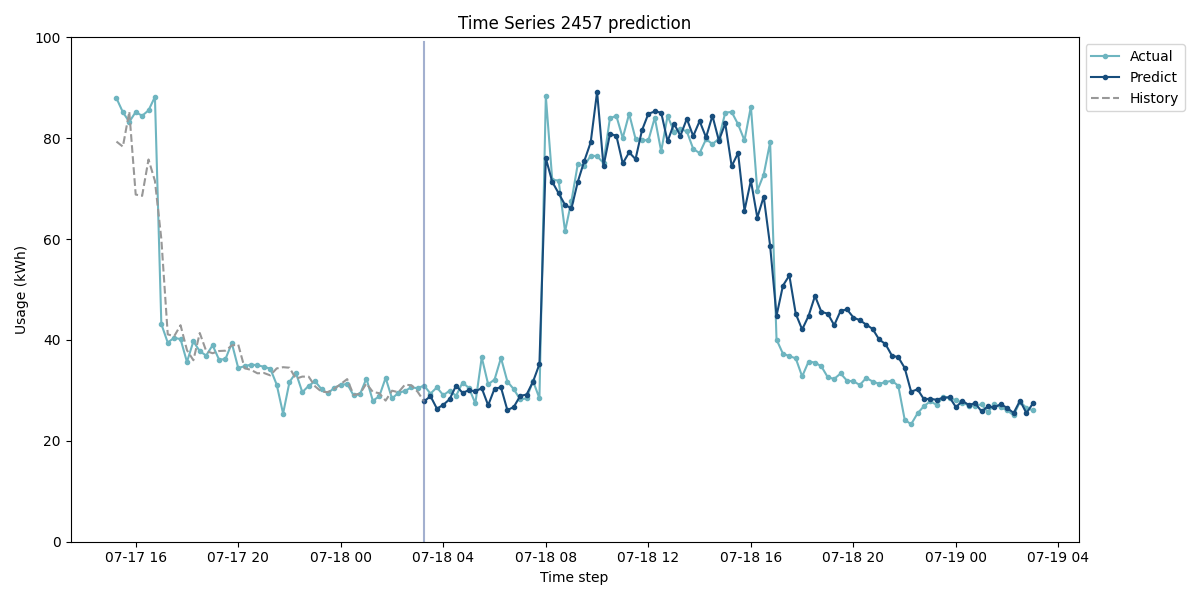 Time Series 2457 prediction
100
80
60
40
20
0
Usage (kWh)
07-17 16
07-17 20
07-18 00
07-18 04
07-18 08
07-18 12
07-18 16
07-18 20
07-19 00
07-19 04
Time step
Actual
Predict
History